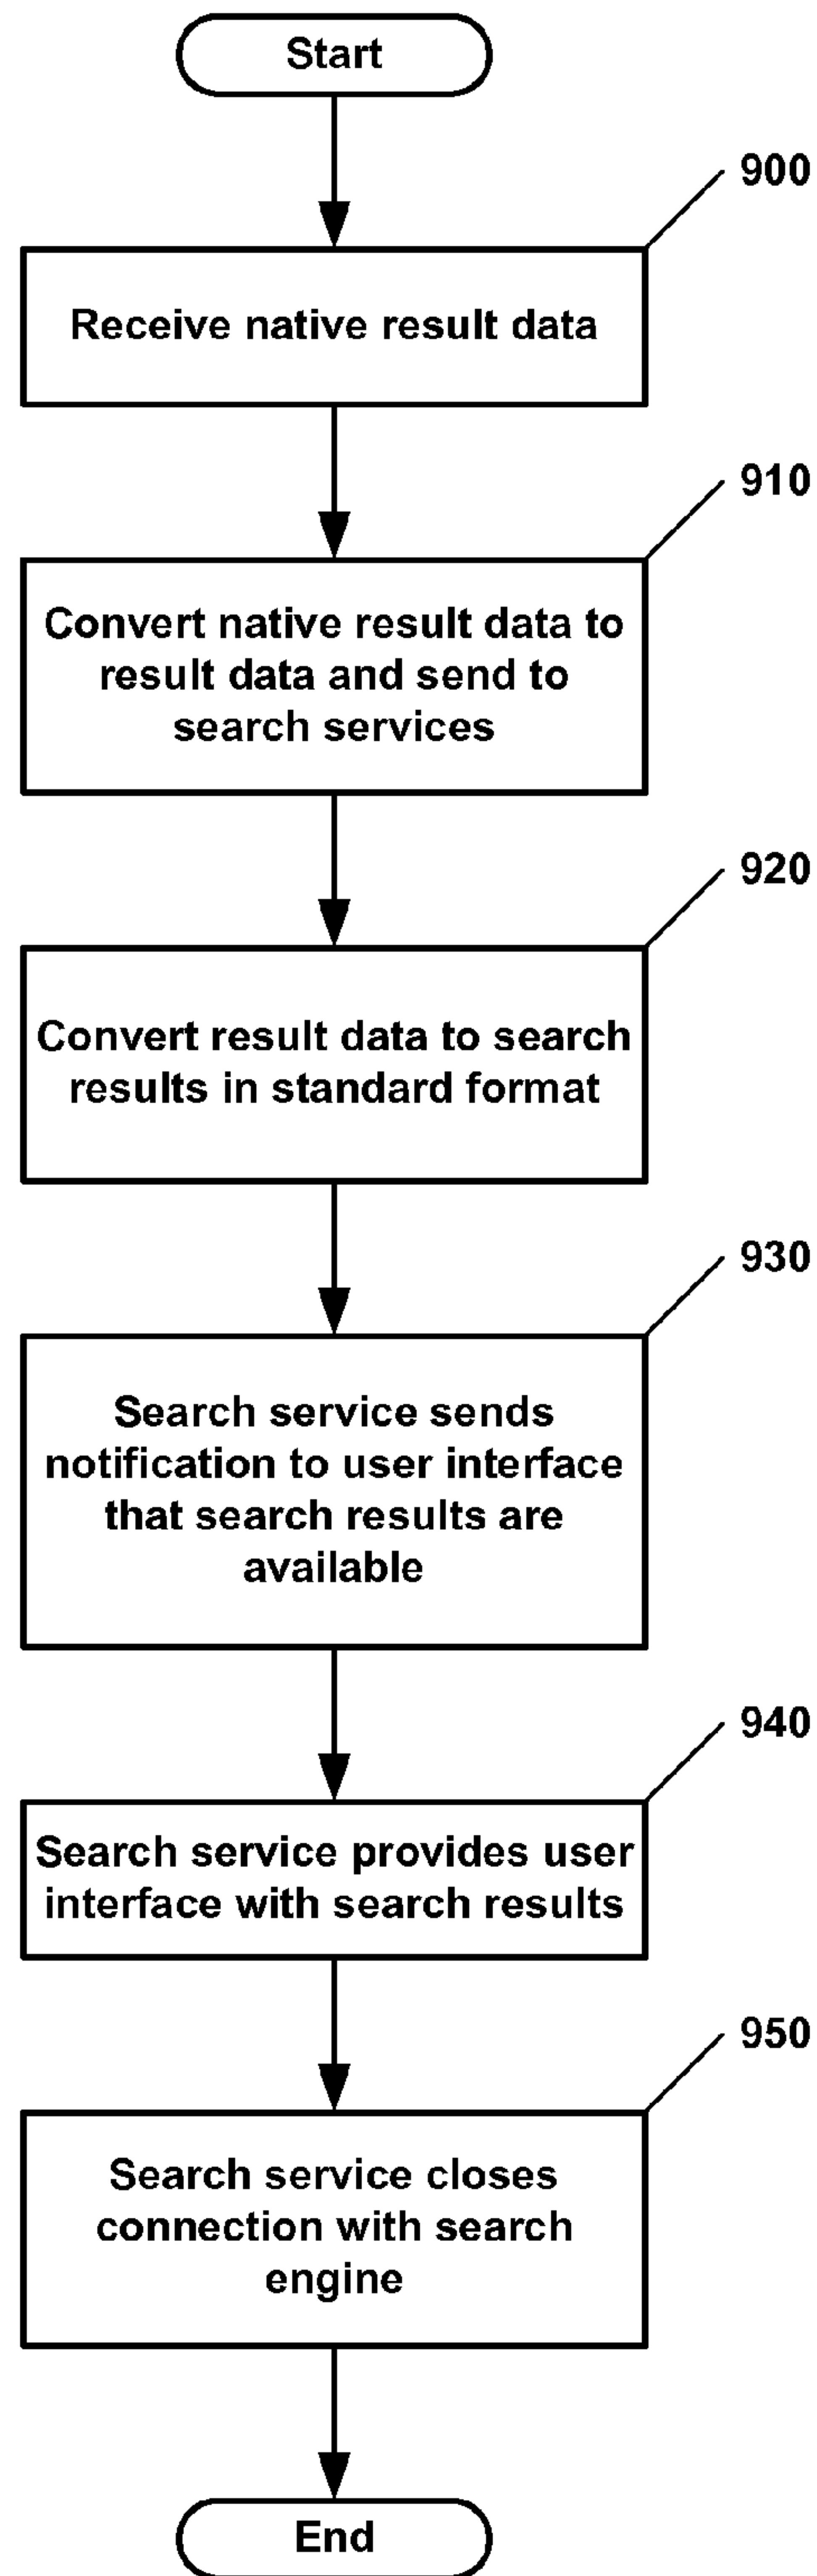 Start
900
Receive native result data
910
Convert native result data to
result data and send to
search services
920
Convert result data to search
results in standard format
930
Search service sends
notification to user interface
that search results are
available
940
Search service provides user
interface with search results
950
Search service closes
connection with search
engine
End